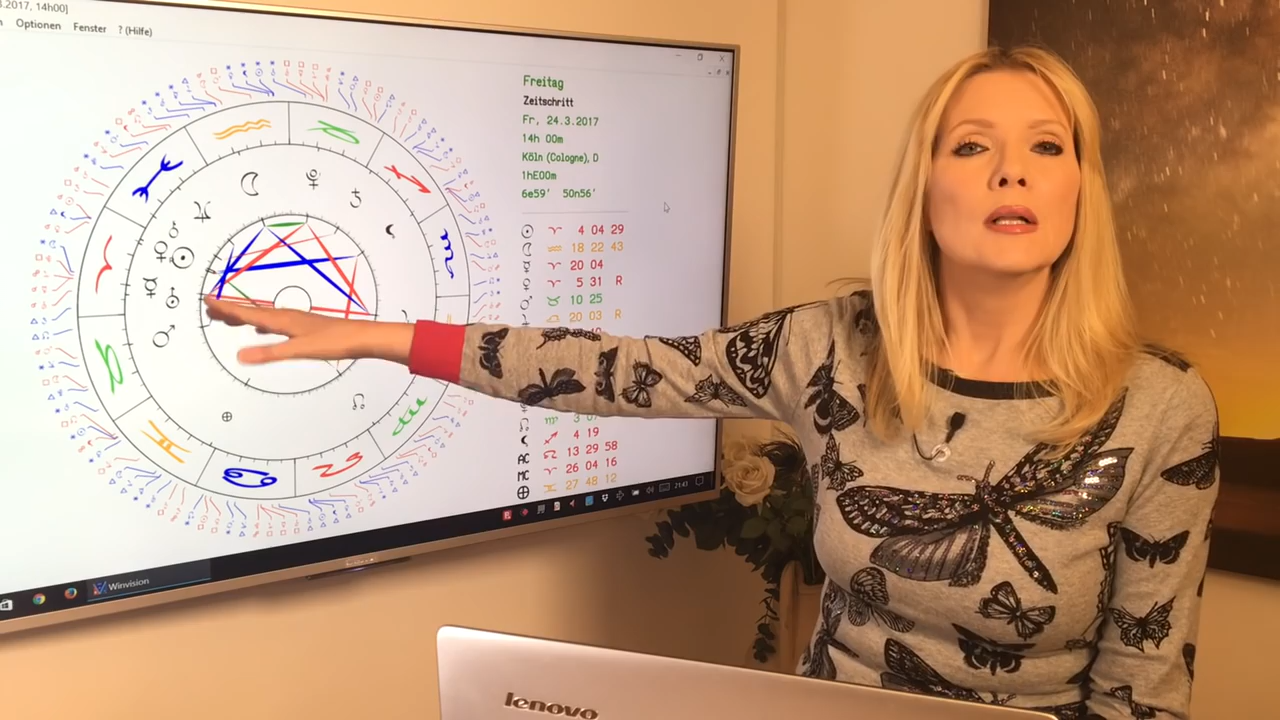 .2017, 14h00)
Optionen Fenster ? (Hilfe)
Freitag
Zeitschritt
Fr, 24.3.2017
14h 00m
Köln (Cologne), D
1hE00m
6e59' 50n56'
4 04 29
18 22 43
20 04
5 31 R
10 25
20 03 R
4 19
AC 13 29 58
MC 26 04 16
27 48 12
21:43
Winvision
lenovo